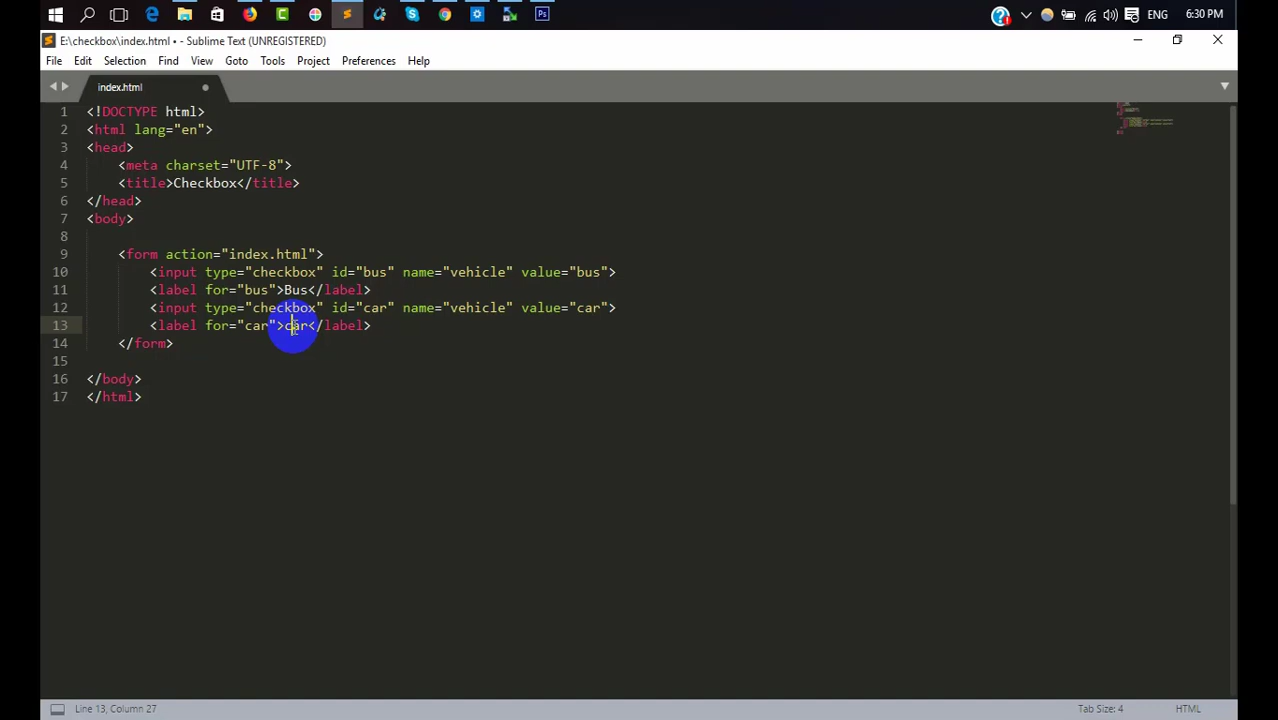 ENG 6:30 PM
E:\checkbox\index.html • - Sublime Text (UNREGISTERED)
File Edit Selection Find View Goto Tools Project Preferences Help
index.html
1 <!DOCTYPE html>
2 <html lang="en">
3 <head>
4 <meta charset="UTF-8">
5 <title>Checkbox</title>
6 </head>
7 <body>
8
9 <form action="index.html">
10 <input type="checkbox" id="bus" name="vehicle" value="bus">
11 <label for="bus">Bus</label>
12 <input type="checkbox" id="car" name="vehicle" value="car">
13 <label for="car">car</label>
14 </form>
15
16 </body>
17 </html>
Line 13, Column 27 Tab Size: 4 HTML